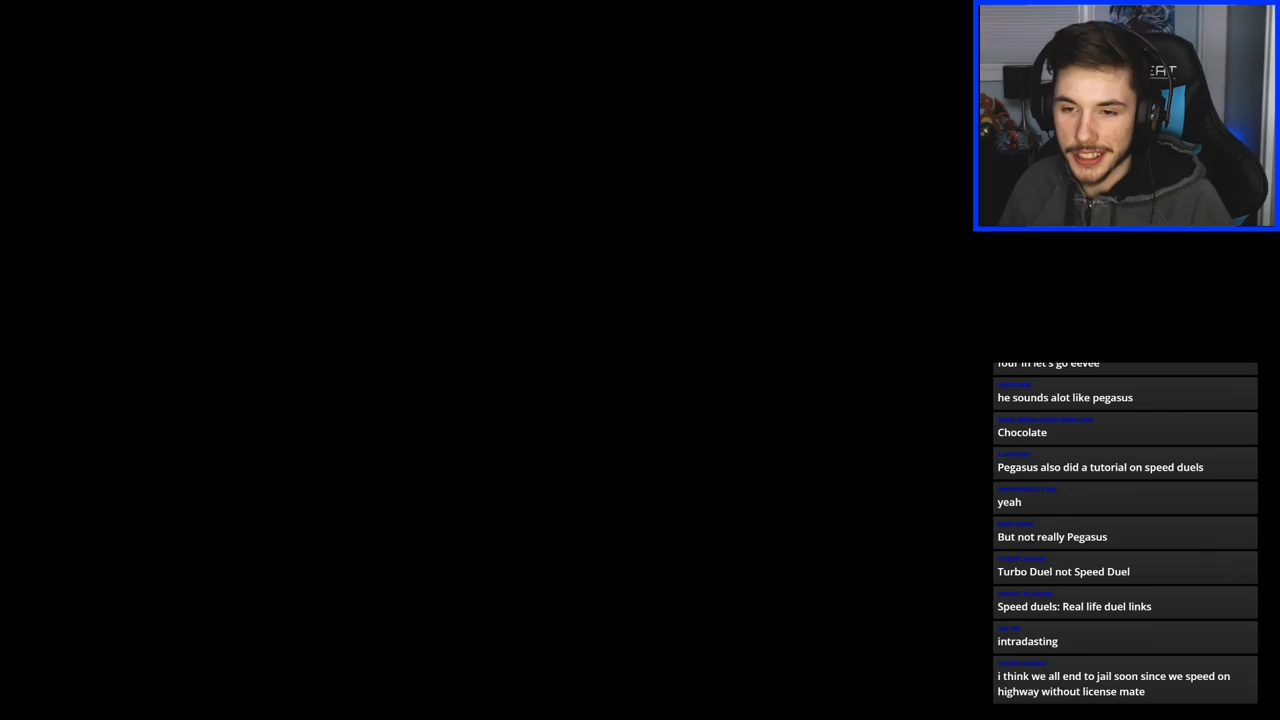 EAT
four in let's go eevee
he sounds alot like pegasus
Chocolate
Pegasus also did a tutorial on speed duels
yeah
But not really Pegasus
Turbo Duel not Speed Duel
Speed duels: Real life duel links
intradasting
i think we all end to jail soon since we speed on
highway without license mate